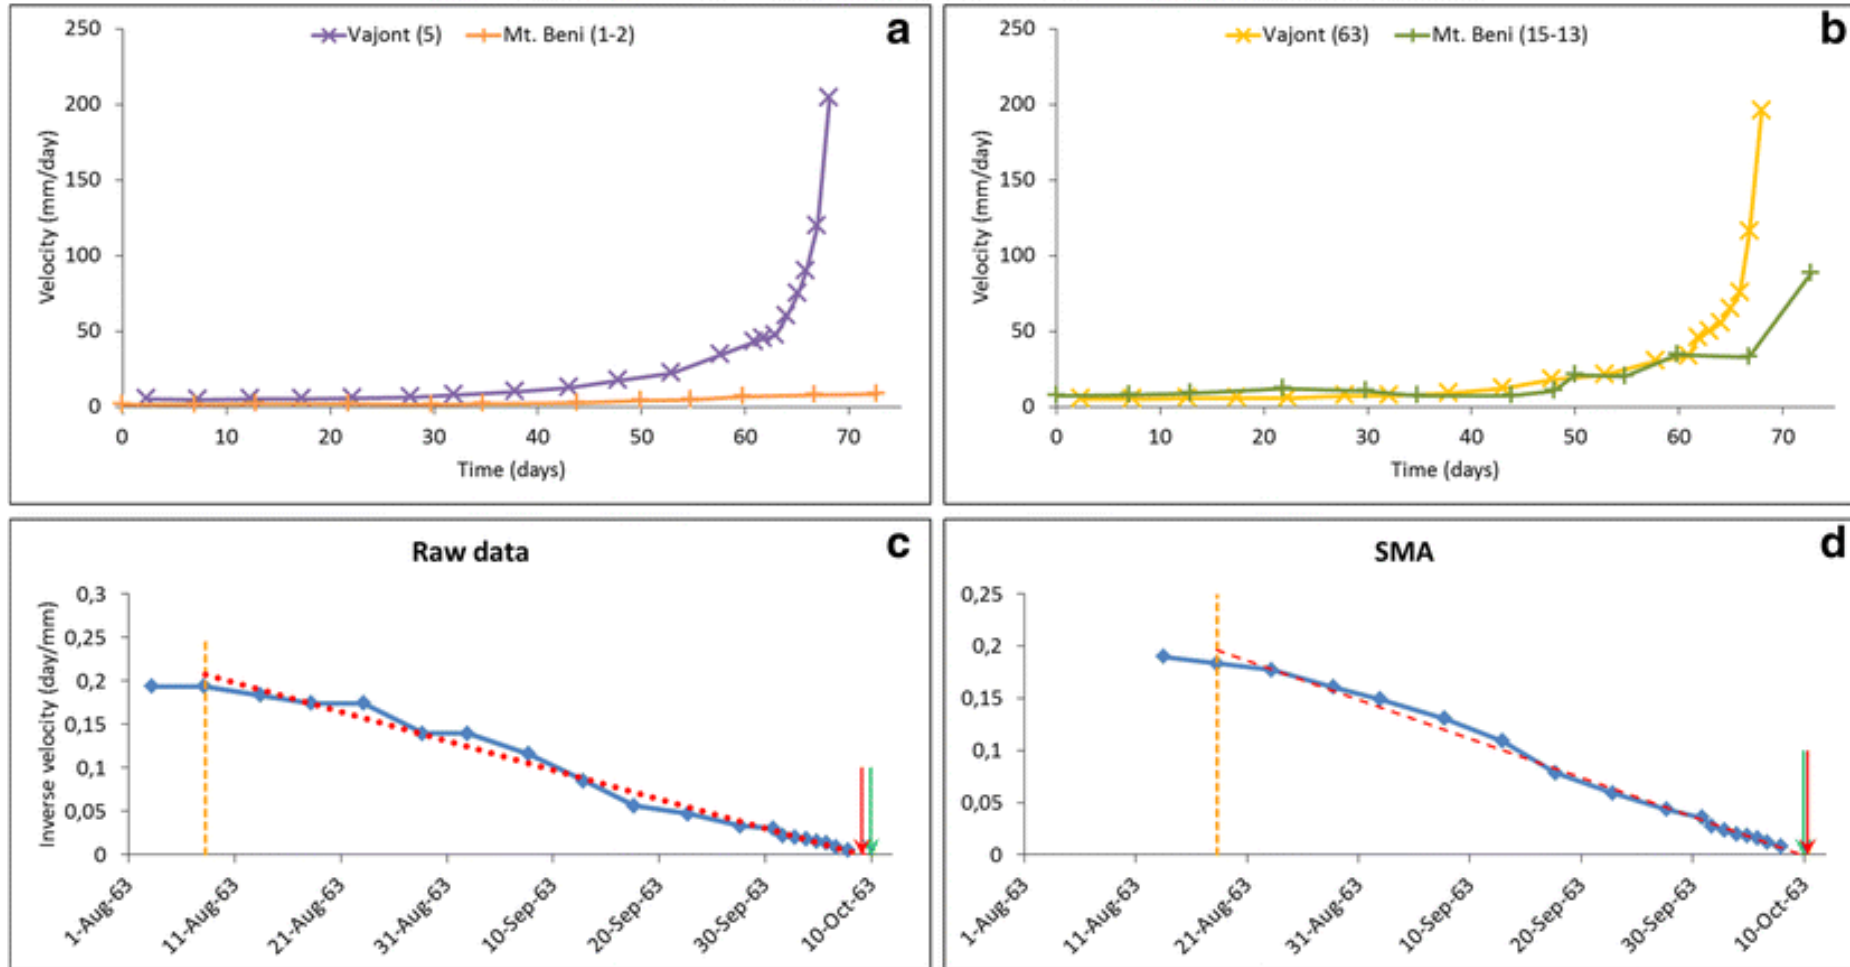 a
Vajont (5) Mt. Beni (1-2)
250
200
150
100
50
0
Velocity (mm/day)
0 10 20 30 40 50 60 70
Time (days)
b
Vajont (63) Mt. Beni (15-13)
250
200
150
100
50
0
Velocity (mm/day)
0 10 20 30 40 50 60 70
Time (days)
c
Raw data
0,3
0,25
0,2
0,15
0,1
0,05
0
Inverse velocity (day/mm)
1-Aug-63 11-Aug-63 21-Aug-63 31-Aug-63 10-Sep-63 20-Sep-63 30-Sep-63 10-Oct-63
d
SMA
0,25
0,2
0,15
0,1
0,05
0
1-Aug-63 11-Aug-63 21-Aug-63 31-Aug-63 10-Sep-63 20-Sep-63 30-Sep-63 10-Oct-63